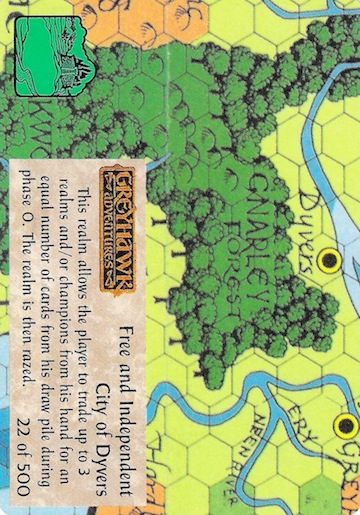 GREYHAWK
adventures
Free and Independent
City of Dyvers
This realm allows the player to trade up to 3
realms and/or champions from his hand for an
equal number of cards from his draw pile during
phase 0. The realm is then razed.
22 of 500
GNARLEY
FOREST
Dyvers
NEEN RIVER